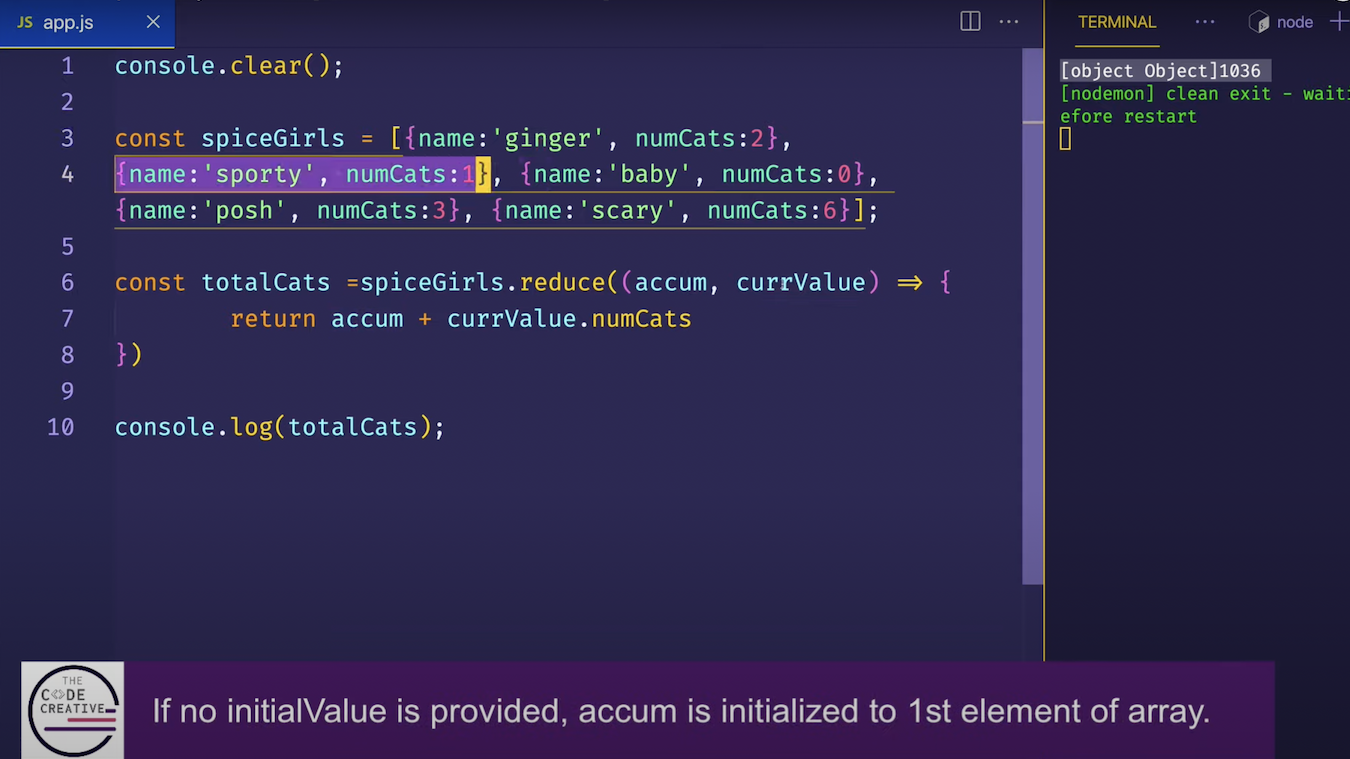 JS app.js
TERMINAL
node
1 console.clear();
2
3 const spiceGirls = [{name:'ginger', numCats:2},
4 {name:'sporty', numCats:1}, {name:'baby', numCats:0},
{name:'posh', numCats:3}, {name:'scary', numCats:6}];
5
6 const totalCats =spiceGirls.reduce((accum, currValue) => {
7 return accum + currValue.numCats
8 })
9
10 console.log(totalCats);
[object Object]1036
[nodemon] clean exit - wait
efore restart
THE
CODE
CREATIVE
If no initialValue is provided, accum is initialized to 1st element of array.